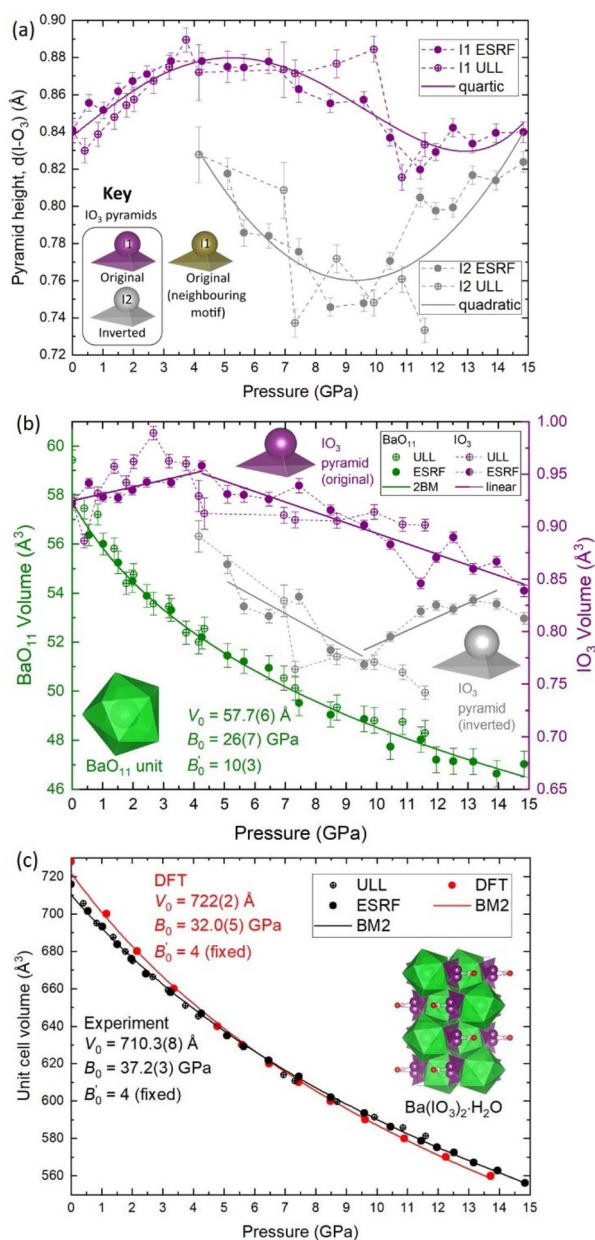 (a)
0.90
0.88
0.86
0.84
0.82
0.80
0.78
0.76
0.74
0.72
Pyramid height, d(I-O₃) (Å)
I1 ESRF
I1 ULL
quartic
Key
IO₃ pyramids
I1
Original
I1
Original
(neighbouring
motif)
I2
Inverted
I2 ESRF
I2 ULL
quadratic
0 1 2 3 4 5 6 7 8 9 10 11 12 13 14 15
Pressure (GPa)
(b)
60
58
56
54
52
50
48
46
BaO₁₁ Volume (Å³)
1.00
0.95
0.90
0.85
0.80
0.75
0.70
0.65
IO₃ Volume (Å³)
IO₃
pyramid
(original)
BaO₁₁ IO₃
ULL ULL
ESRF ESRF
2BM linear
IO₃
pyramid
(inverted)
BaO₁₁ unit
V₀ = 57.7(6) Å
B₀ = 26(7) GPa
B₀' = 10(3)
0 1 2 3 4 5 6 7 8 9 10 11 12 13 14 15
Pressure (GPa)
(c)
720
700
680
660
640
620
600
580
560
Unit cell volume (Å³)
DFT
V₀ = 722(2) Å
B₀ = 32.0(5) GPa
B₀' = 4 (fixed)
ULL DFT
ESRF BM2
BM2
Experiment
V₀ = 710.3(8) Å
B₀ = 37.2(3) GPa
B₀' = 4 (fixed)
Ba(IO₃)₂·H₂O
0 1 2 3 4 5 6 7 8 9 10 11 12 13 14 15
Pressure (GPa)